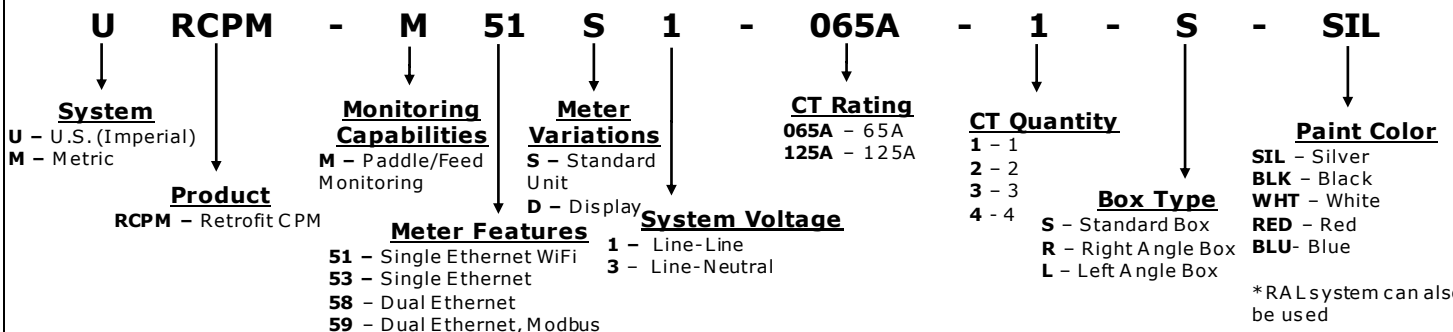 U RCPM - M 51 S 1 - 065A - 1 - S - SIL
System
U – U.S. (Imperial)
M – Metric
Product
RCPM – Retrofit CPM
Monitoring
Capabilities
M – Paddle/Feed
Monitoring
Meter Features
51 – Single Ethernet WiFi
53 – Single Ethernet
58 – Dual Ethernet
59 – Dual Ethernet, Modbus
Meter
Variations
S – Standard
Unit
D – Display
System Voltage
1 – Line-Line
3 – Line-Neutral
CT Rating
065A – 65A
125A – 125A
CT Quantity
1 – 1
2 – 2
3 – 3
4 - 4
Box Type
S – Standard Box
R – Right Angle Box
L – Left Angle Box
Paint Color
SIL – Silver
BLK – Black
WHT – White
RED – Red
BLU- Blue
*RAL system can also
be used